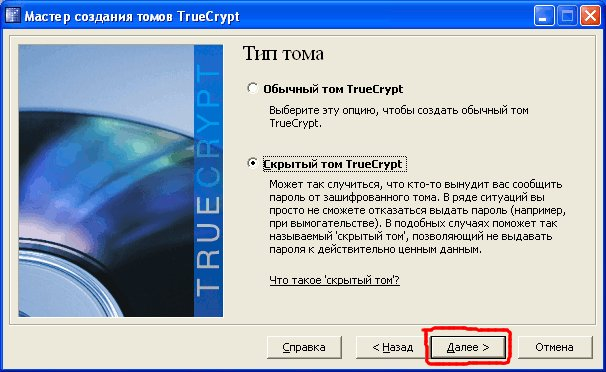 Мастер создания томов TrueCrypt
TRUECRYPT
Тип тома
Обычный том TrueCrypt
Выберите эту опцию, чтобы создать обычный том
TrueCrypt.
Скрытый том TrueCrypt
Может так случиться, что кто-то вынудит вас сообщить
пароль от зашифрованного тома. В ряде ситуаций вы
просто не сможете отказаться выдать пароль (например,
при вымогательстве). В подобных случаях поможет так
называемый 'скрытый том', позволяющий не выдавать
пароля к действительно ценным данным.
Что такое 'скрытый том'?
Справка
< Назад
Далее >
Отмена